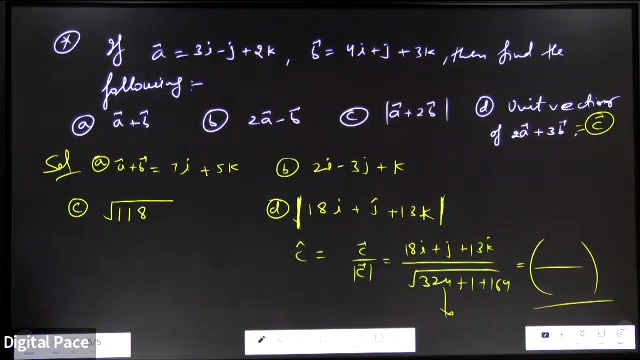 * If a⃗ = 3i - j + 2k, b⃗ = 4i + j + 3k, then find the
following :-
(a) a⃗ + b⃗ (b) 2a⃗ - b⃗ (c) |a⃗ + 2b⃗| (d) Unit vector
of 2a⃗ + 3b⃗ = c⃗
Sol (a) a⃗ + b⃗ = 7i + 5k (b) 2i - 3j + k
(c) √118 (d) |18i + j + 13k|
ĉ = c⃗/|c⃗| = (18i + j + 13k)/√(324 + 1 + 169) = ( — )
Digital Pace